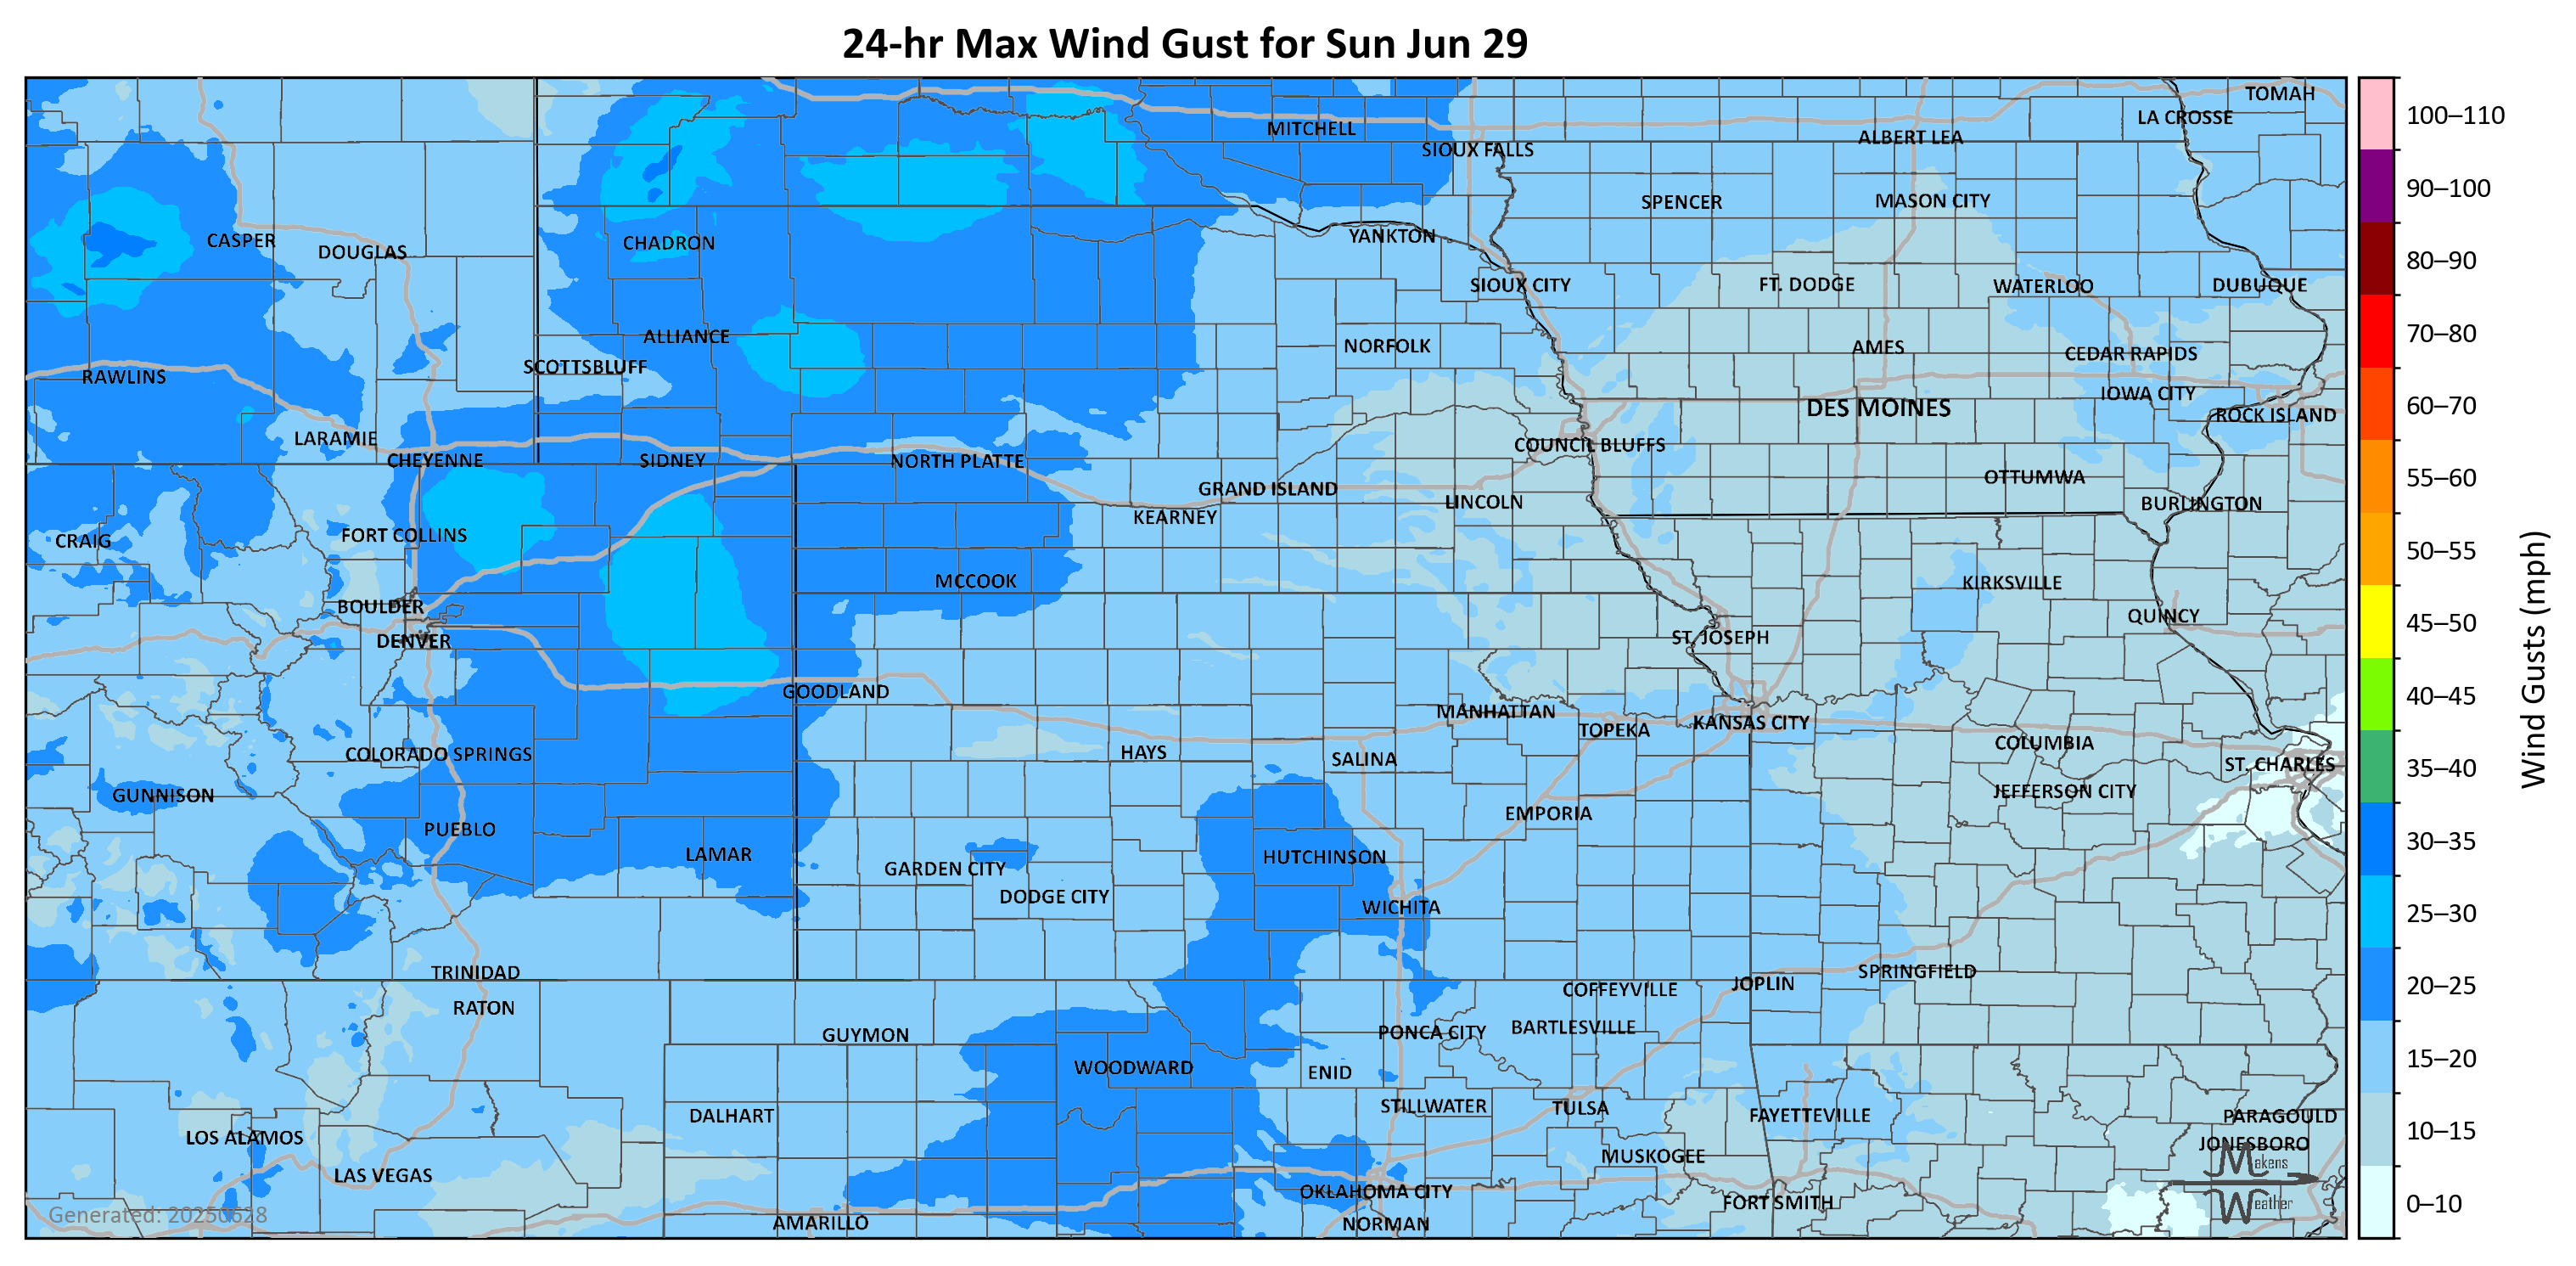 24-hr Max Wind Gust for Sun Jun 29
TOMAH
LA CROSSE
MITCHELL
ALBERT LEA
SIOUX FALLS
SPENCER
MASON CITY
YANKTON
CASPER
CHADRON
DOUGLAS
SIOUX CITY
FT. DODGE
WATERLOO
DUBUQUE
ALLIANCE
NORFOLK
AMES
CEDAR RAPIDS
SCOTTSBLUFF
RAWLINS
IOWA CITY
DES MOINES
ROCK ISLAND
LARAMIE
COUNCIL BLUFFS
CHEYENNE
SIDNEY
NORTH PLATTE
OTTUMWA
GRAND ISLAND
LINCOLN
BURLINGTON
KEARNEY
FORT COLLINS
CRAIG
MCCOOK
KIRKSVILLE
BOULDER
QUINCY
DENVER
ST. JOSEPH
GOODLAND
MANHATTAN
KANSAS CITY
TOPEKA
COLUMBIA
COLORADO SPRINGS
HAYS
SALINA
ST. CHARLES
GUNNISON
JEFFERSON CITY
EMPORIA
PUEBLO
LAMAR
HUTCHINSON
GARDEN CITY
DODGE CITY
WICHITA
TRINIDAD
SPRINGFIELD
JOPLIN
COFFEYVILLE
RATON
BARTLESVILLE
PONCA CITY
GUYMON
WOODWARD
ENID
STILLWATER
TULSA
DALHART
FAYETTEVILLE
PARAGOULD
LOS ALAMOS
JONESBORO
MUSKOGEE
LAS VEGAS
OKLAHOMA CITY
FORT SMITH
AMARILLO
NORMAN
Makens
Weather
Generated: 20250628
100–110
90–100
80–90
70–80
60–70
55–60
50–55
45–50
40–45
35–40
30–35
25–30
20–25
15–20
10–15
0–10
Wind Gusts (mph)